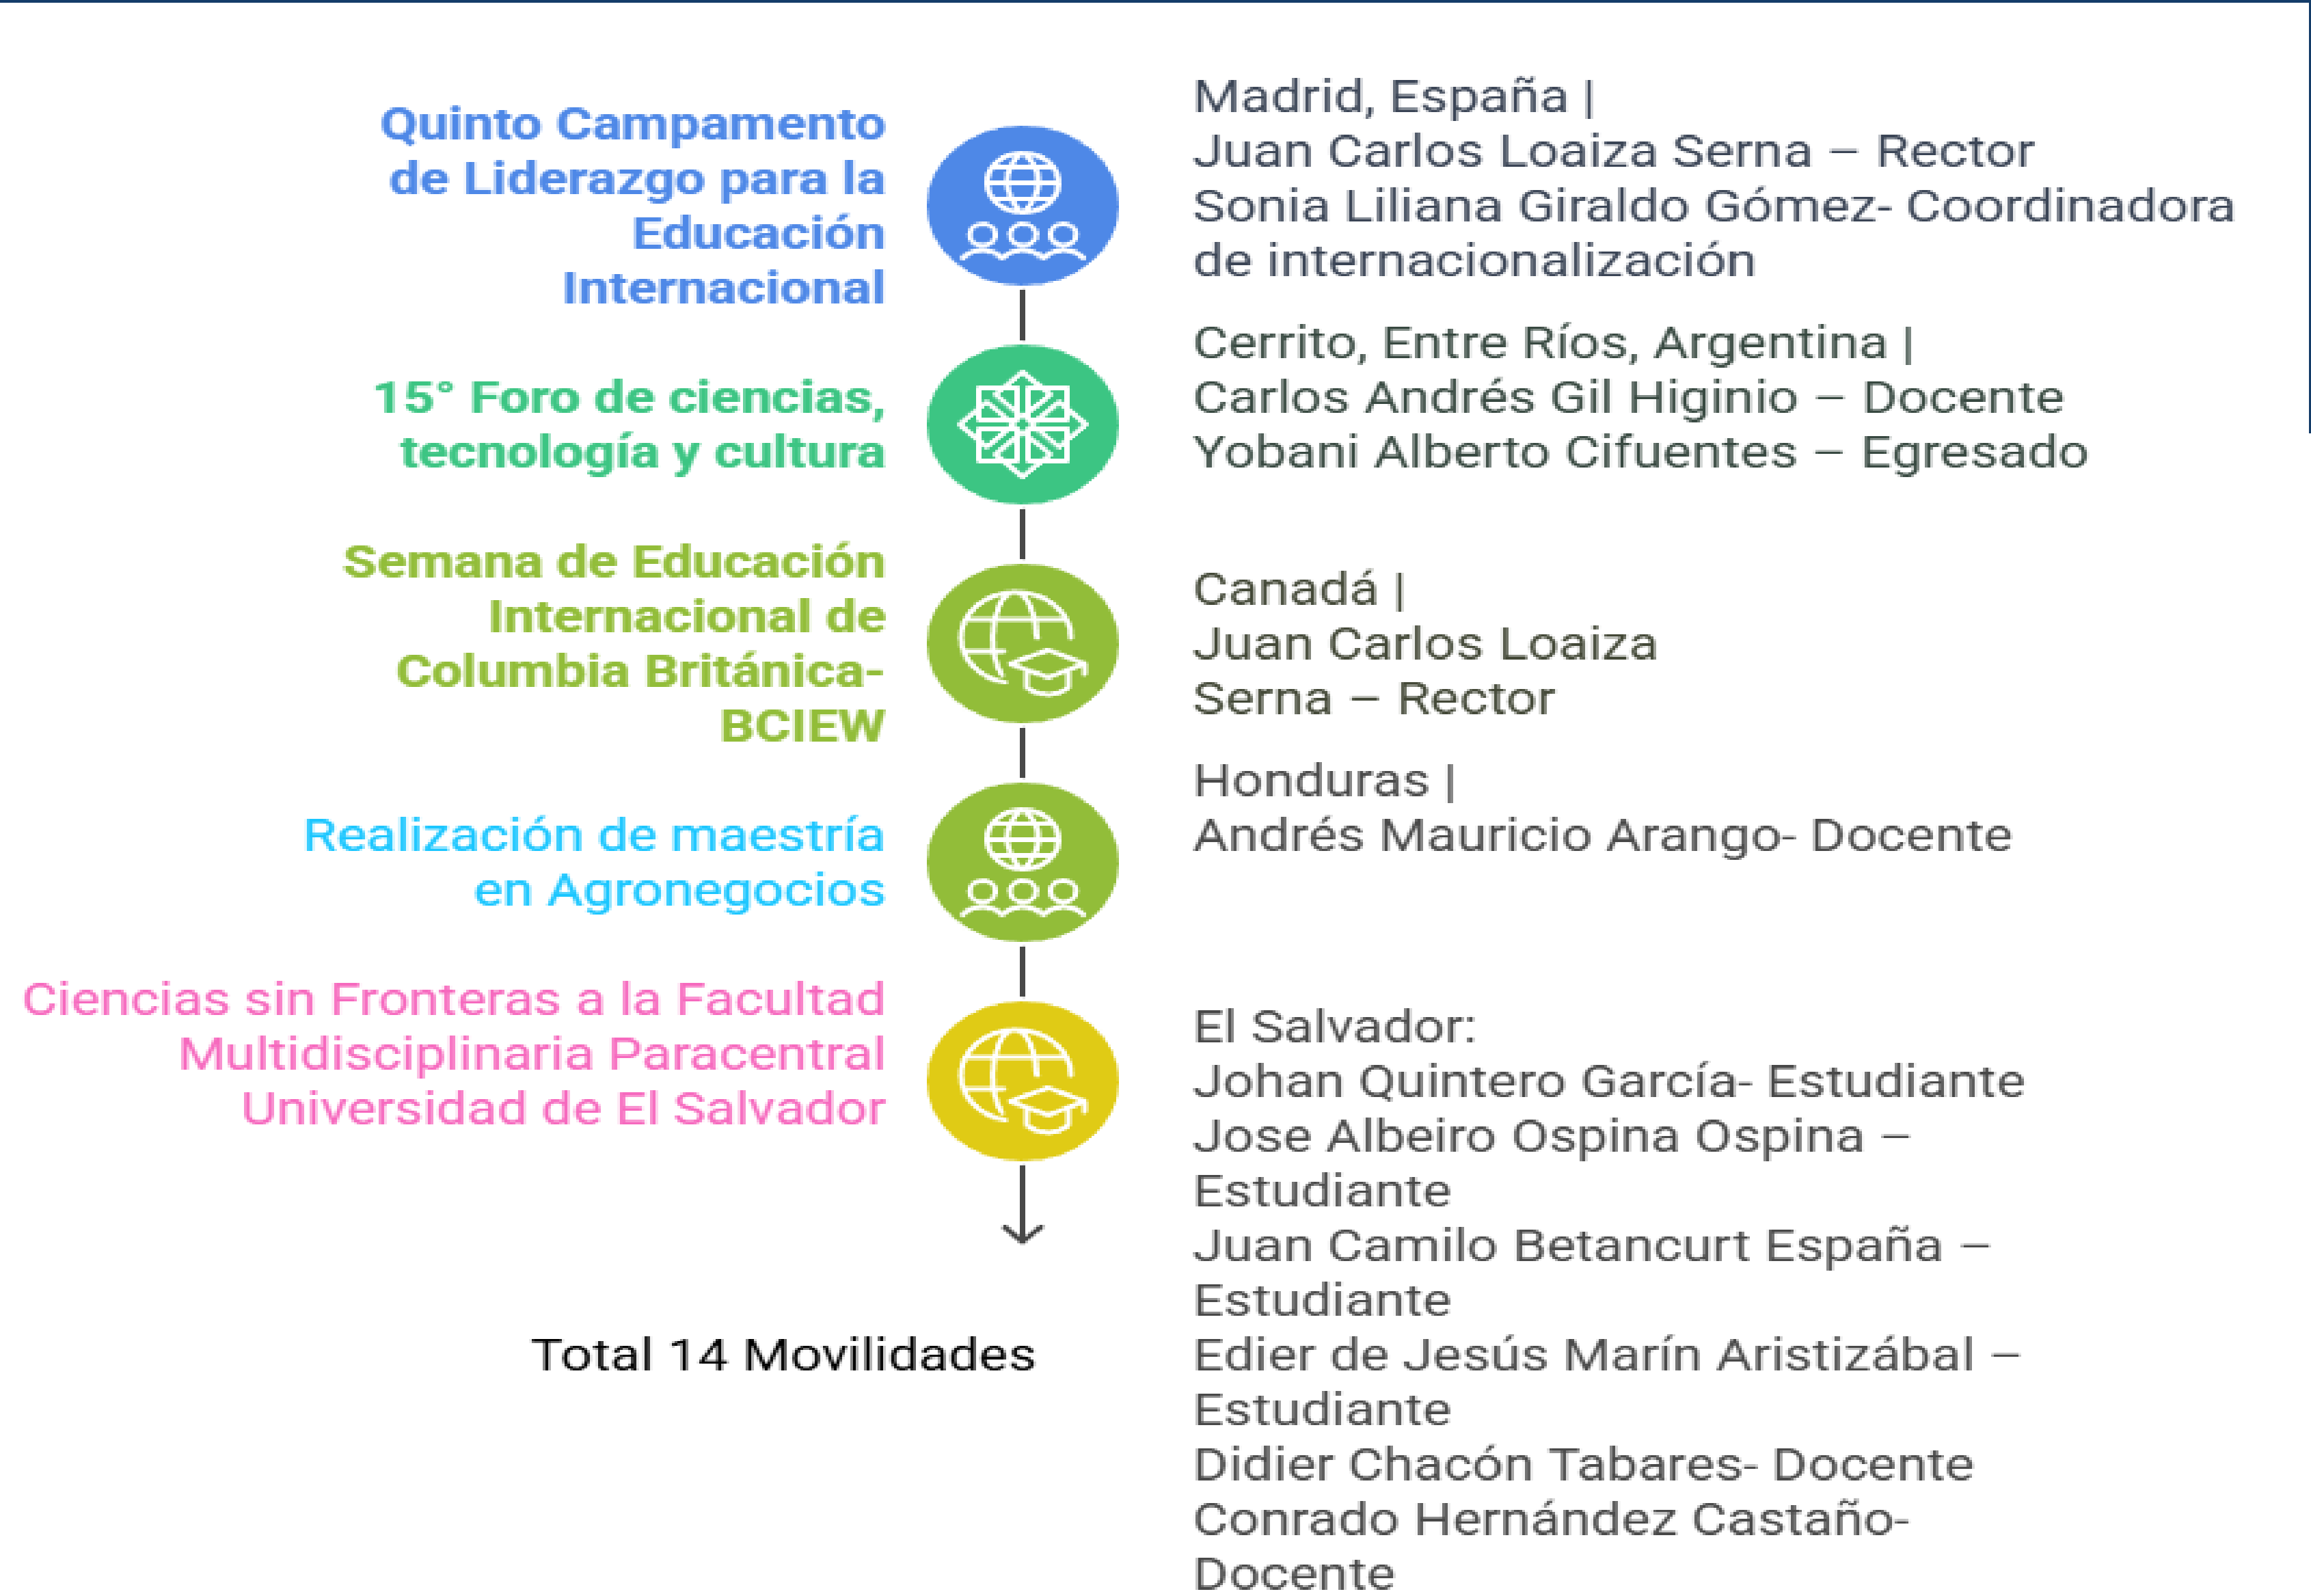 Quinto Campamento
de Liderazgo para la
Educación
Internacional
Madrid, España |
Juan Carlos Loaiza Serna – Rector
Sonia Liliana Giraldo Gómez- Coordinadora
de internacionalización
15° Foro de ciencias,
tecnología y cultura
Cerrito, Entre Ríos, Argentina |
Carlos Andrés Gil Higinio – Docente
Yobani Alberto Cifuentes – Egresado
Semana de Educación
Internacional de
Columbia Británica-
BCIEW
Canadá |
Juan Carlos Loaiza
Serna – Rector
Realización de maestría
en Agronegocios
Honduras |
Andrés Mauricio Arango- Docente
Ciencias sin Fronteras a la Facultad
Multidisciplinaria Paracentral
Universidad de El Salvador
El Salvador:
Johan Quintero García- Estudiante
Jose Albeiro Ospina Ospina –
Estudiante
Juan Camilo Betancurt España –
Estudiante
Edier de Jesús Marín Aristizábal –
Estudiante
Didier Chacón Tabares- Docente
Conrado Hernández Castaño-
Docente
Total 14 Movilidades